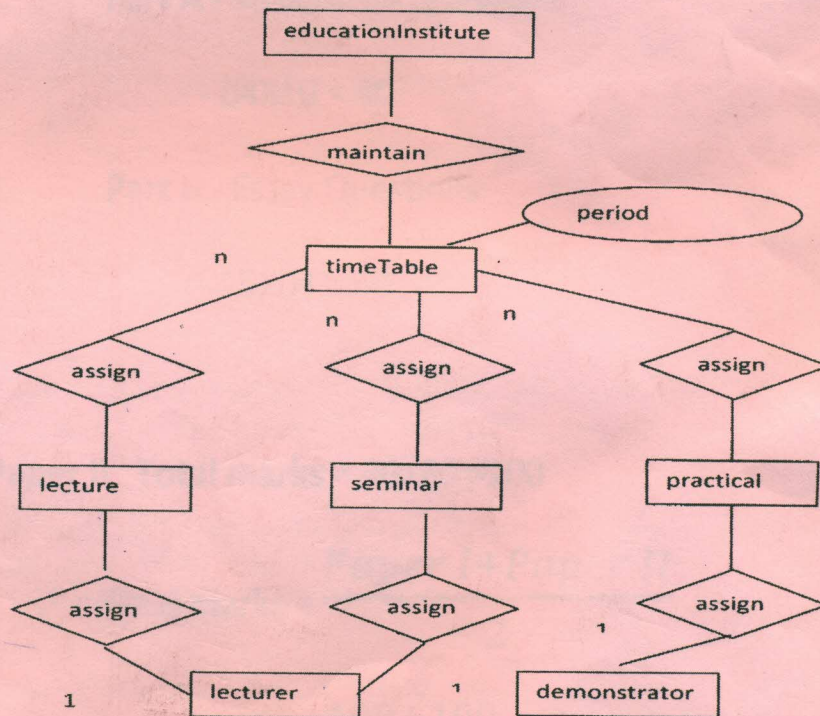 educationInstitute
maintain
period
timeTable
n
n
n
assign
assign
assign
lecture
seminar
practical
assign
assign
assign
1
1
1
lecturer
demonstrator